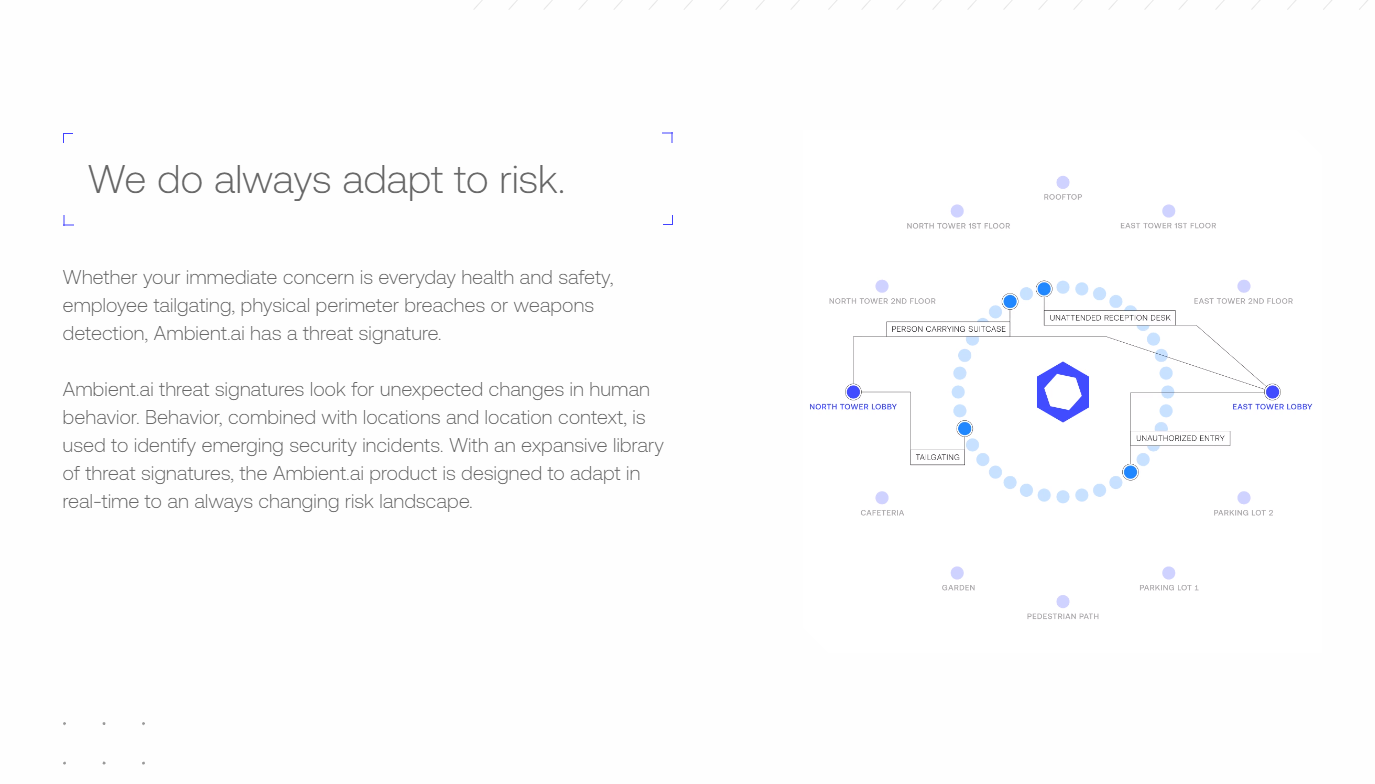 We do always adapt to risk.
Whether your immediate concern is everyday health and safety,
employee tailgating, physical perimeter breaches or weapons
detection, Ambient.ai has a threat signature.
Ambient.ai threat signatures look for unexpected changes in human
behavior. Behavior, combined with locations and location context, is
used to identify emerging security incidents. With an expansive library
of threat signatures, the Ambient.ai product is designed to adapt in
real-time to an always changing risk landscape.
ROOFTOP
NORTH TOWER 1ST FLOOR
EAST TOWER 1ST FLOOR
NORTH TOWER 2ND FLOOR
EAST TOWER 2ND FLOOR
UNATTENDED RECEPTION DESK
PERSON CARRYING SUITCASE
NORTH TOWER LOBBY
EAST TOWER LOBBY
UNAUTHORIZED ENTRY
TAILGATING
CAFETERIA
PARKING LOT 2
GARDEN
PARKING LOT 1
PEDESTRIAN PATH